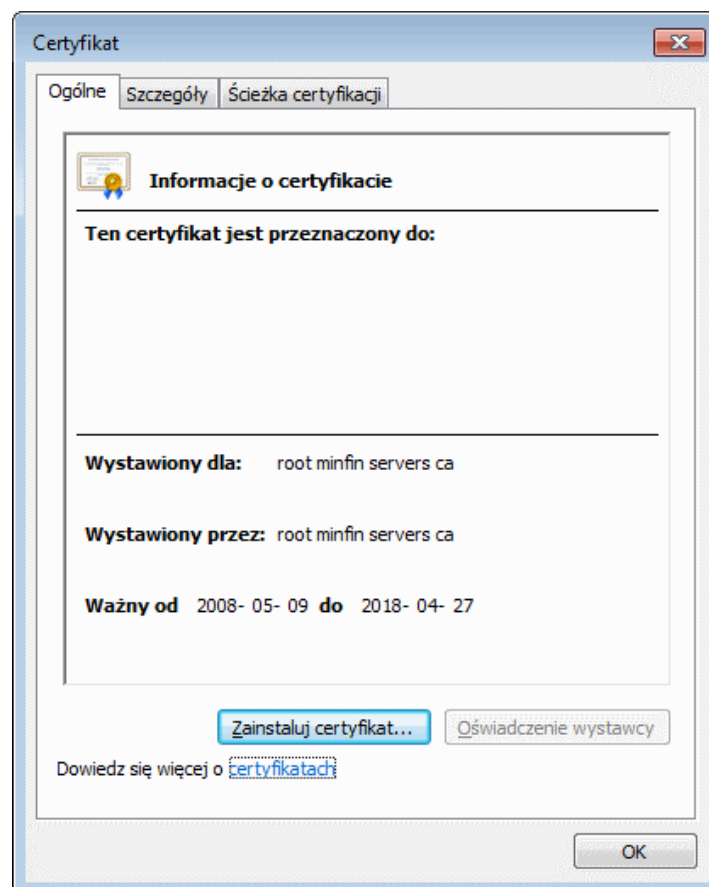 Certyfikat
Ogólne Szczegóły Ścieżka certyfikacji
Informacje o certyfikacie
Ten certyfikat jest przeznaczony do:
Wystawiony dla: root minfin servers ca
Wystawiony przez: root minfin servers ca
Ważny od 2008- 05- 09 do 2018- 04- 27
Zainstaluj certyfikat... Oświadczenie wystawcy
Dowiedz się więcej o certyfikatach
OK